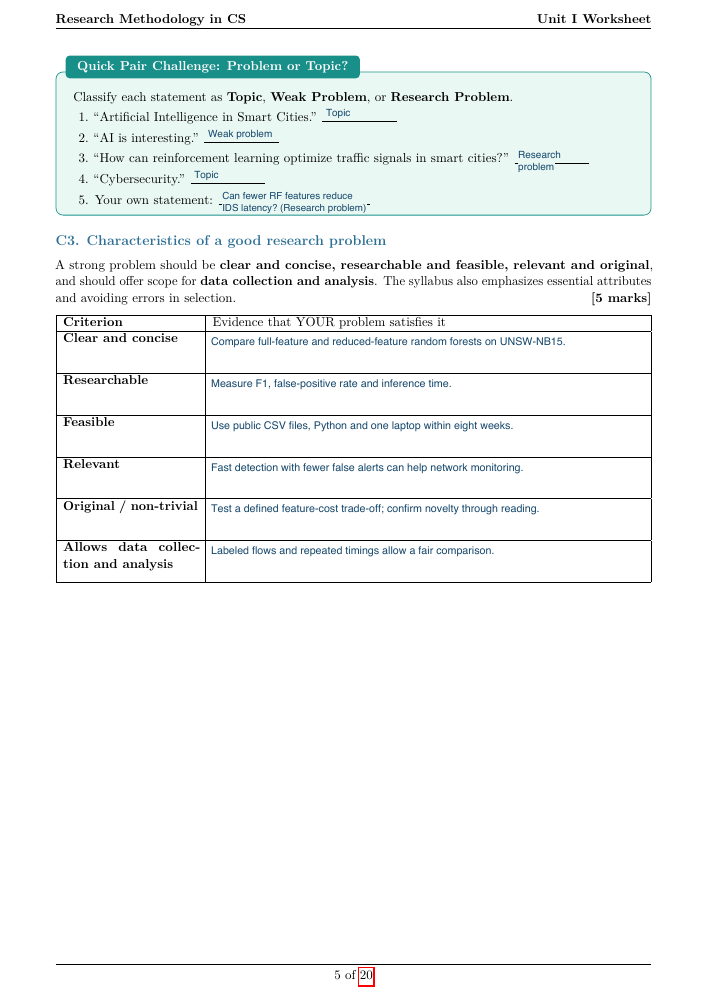 Research Methodology in CS Unit I Worksheet
Quick Pair Challenge: Problem or Topic?
Classify each statement as Topic, Weak Problem, or Research Problem.
1. “Artificial Intelligence in Smart Cities.” Topic
2. “AI is interesting.” Weak problem
3. “How can reinforcement learning optimize traffic signals in smart cities?” Research
problem
4. “Cybersecurity.” Topic
5. Your own statement: Can fewer RF features reduce
IDS latency? (Research problem)
C3. Characteristics of a good research problem
A strong problem should be clear and concise, researchable and feasible, relevant and original,
and should offer scope for data collection and analysis. The syllabus also emphasizes essential attributes
and avoiding errors in selection. [5 marks]
Criterion Evidence that YOUR problem satisfies it
Clear and concise Compare full-feature and reduced-feature random forests on UNSW-NB15.
Researchable Measure F1, false-positive rate and inference time.
Feasible Use public CSV files, Python and one laptop within eight weeks.
Relevant Fast detection with fewer false alerts can help network monitoring.
Original / non-trivial Test a defined feature-cost trade-off; confirm novelty through reading.
Allows data collec- Labeled flows and repeated timings allow a fair comparison.
tion and analysis
5 of 20